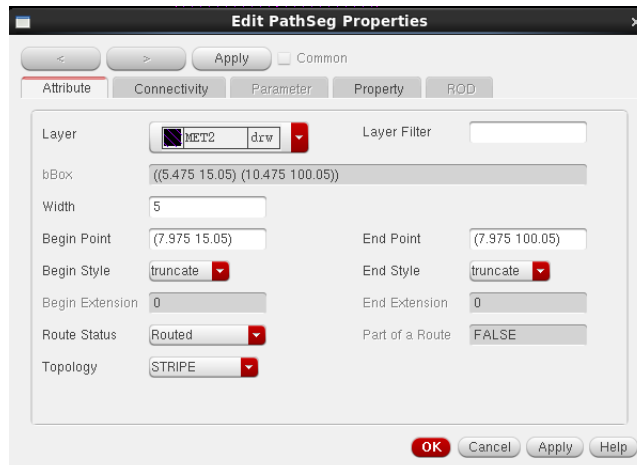 Edit PathSeg Properties
< > Apply Common
Attribute Connectivity Parameter Property ROD
Layer MET2 drw Layer Filter
bBox ((5.475 15.05) (10.475 100.05))
Width 5
Begin Point (7.975 15.05) End Point (7.975 100.05)
Begin Style truncate End Style truncate
Begin Extension 0 End Extension 0
Route Status Routed Part of a Route FALSE
Topology STRIPE
OK Cancel Apply Help